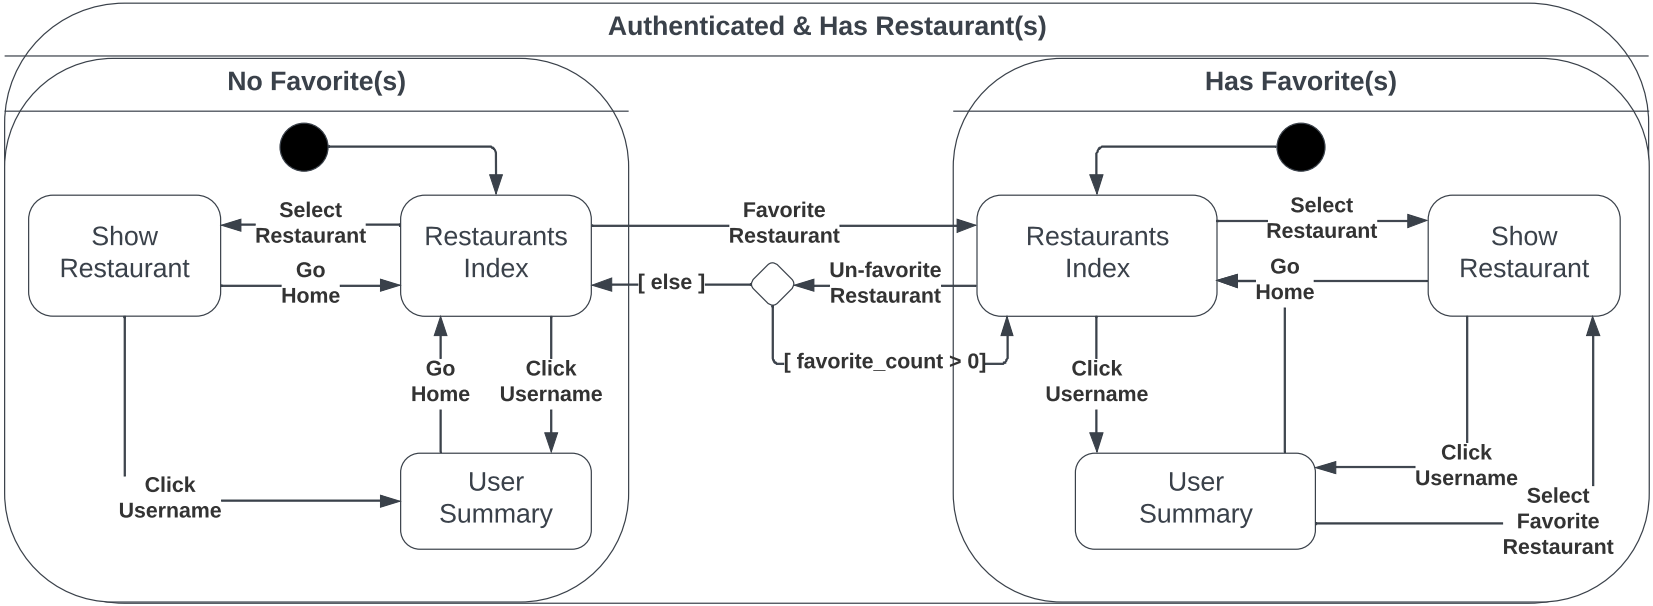 Authenticated & Has Restaurant(s)
No Favorite(s)
Has Favorite(s)
Show
Restaurant
Select
Restaurant
Go
Home
Restaurants
Index
Go
Home
Click
Username
Click
Username
User
Summary
Favorite
Restaurant
[ else ]
Un-favorite
Restaurant
[ favorite_count > 0]
Restaurants
Index
Select
Restaurant
Go
Home
Show
Restaurant
Click
Username
User
Summary
Click
Username
Select
Favorite
Restaurant